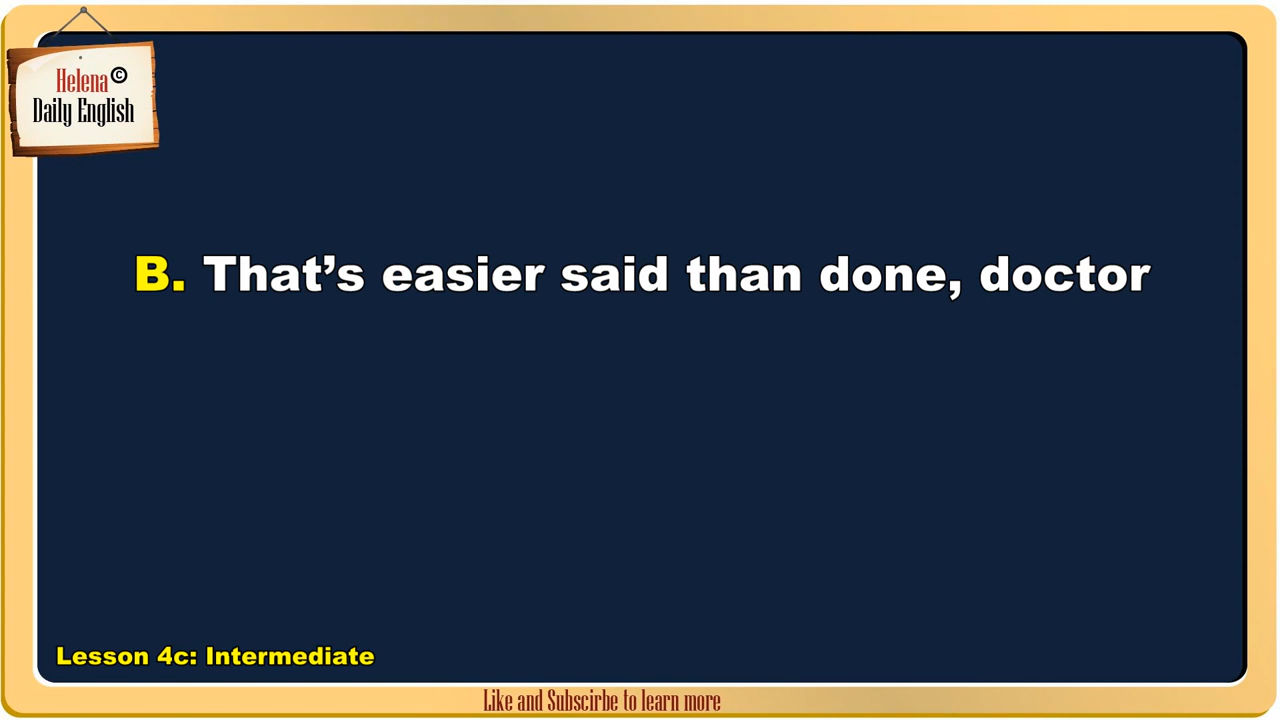 Helena©
Daily English
B. That’s easier said than done, doctor
Lesson 4c: Intermediate
Like and Subscirbe to learn more